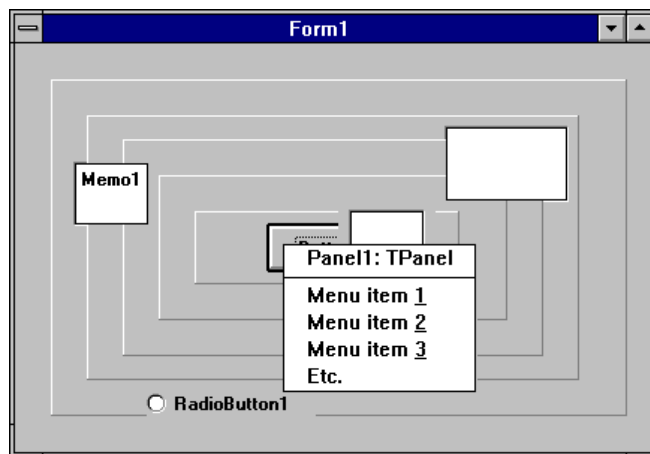 Form1
Memo1
Panel1: TPanel
Menu item 1
Menu item 2
Menu item 3
Etc.
RadioButton1